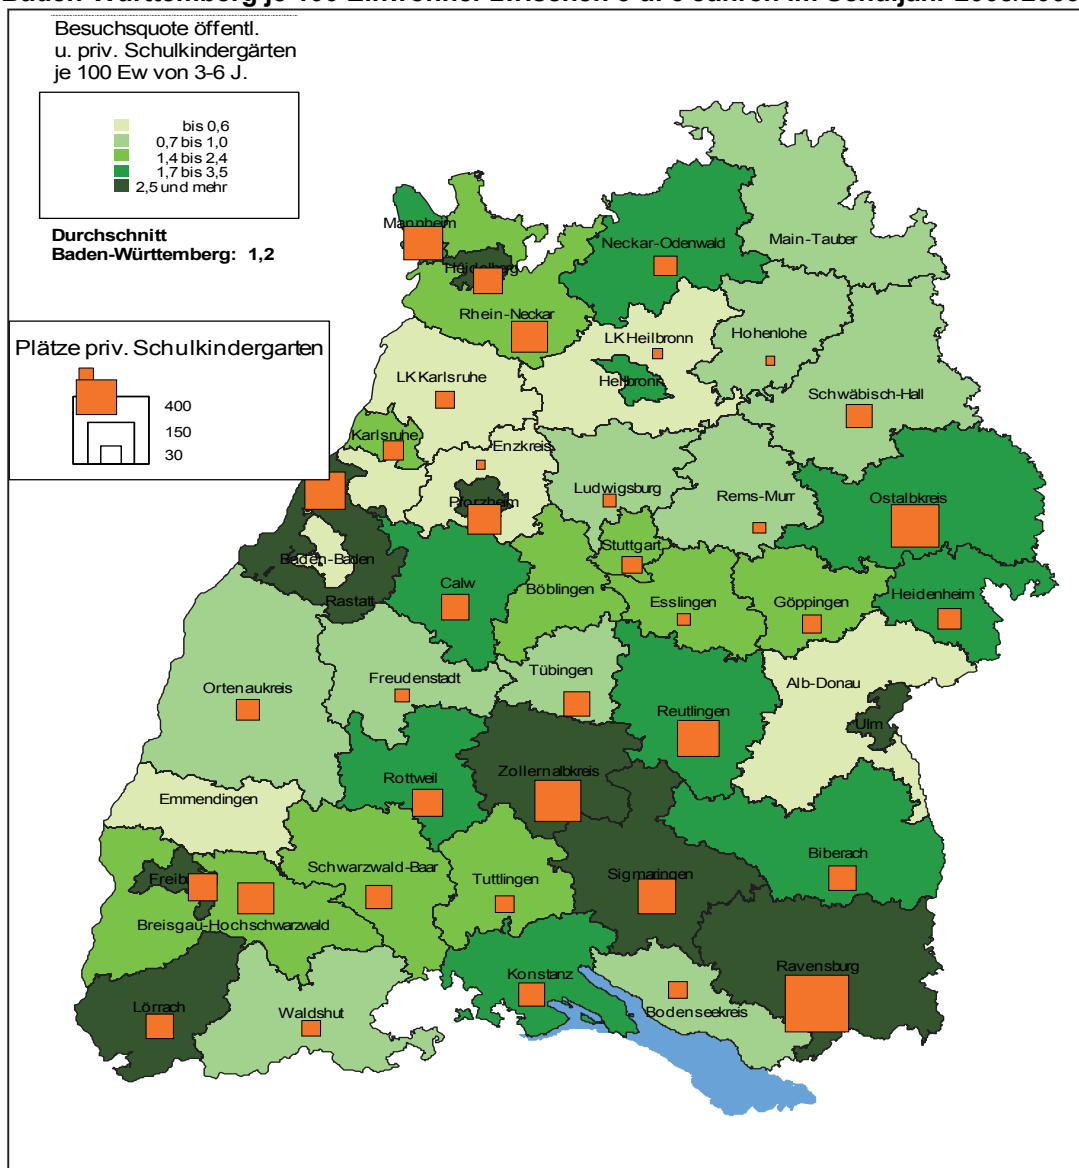 Besuchsquote öffentl.
u. priv. Schulkindergärten
je 100 Ew von 3-6 J.
bis 0,6
0,7 bis 1,0
1,4 bis 2,4
1,7 bis 3,5
2,5 und mehr
Durchschnitt
Baden-Württemberg: 1,2
Plätze priv. Schulkindergarten
400
150
30
Mannheim
Heidelberg
Rhein-Neckar
Neckar-Odenwald
Main-Tauber
LK Heilbronn
Hohenlohe
Heilbronn
LK Karlsruhe
Schwäbisch-Hall
Karlsruhe
Enzkreis
Pforzheim
Ludwigsburg
Rems-Murr
Ostalbkreis
Stuttgart
Baden-Baden
Rastatt
Calw
Böblingen
Esslingen
Göppingen
Heidenheim
Ortenaukreis
Freudenstadt
Tübingen
Reutlingen
Alb-Donau
Ulm
Rottweil
Zollernalbkreis
Emmendingen
Schwarzwald-Baar
Tuttlingen
Sigmaringen
Biberach
Breisgau-Hochschwarzwald
Lörrach
Waldshut
Konstanz
Bodenseekreis
Ravensburg